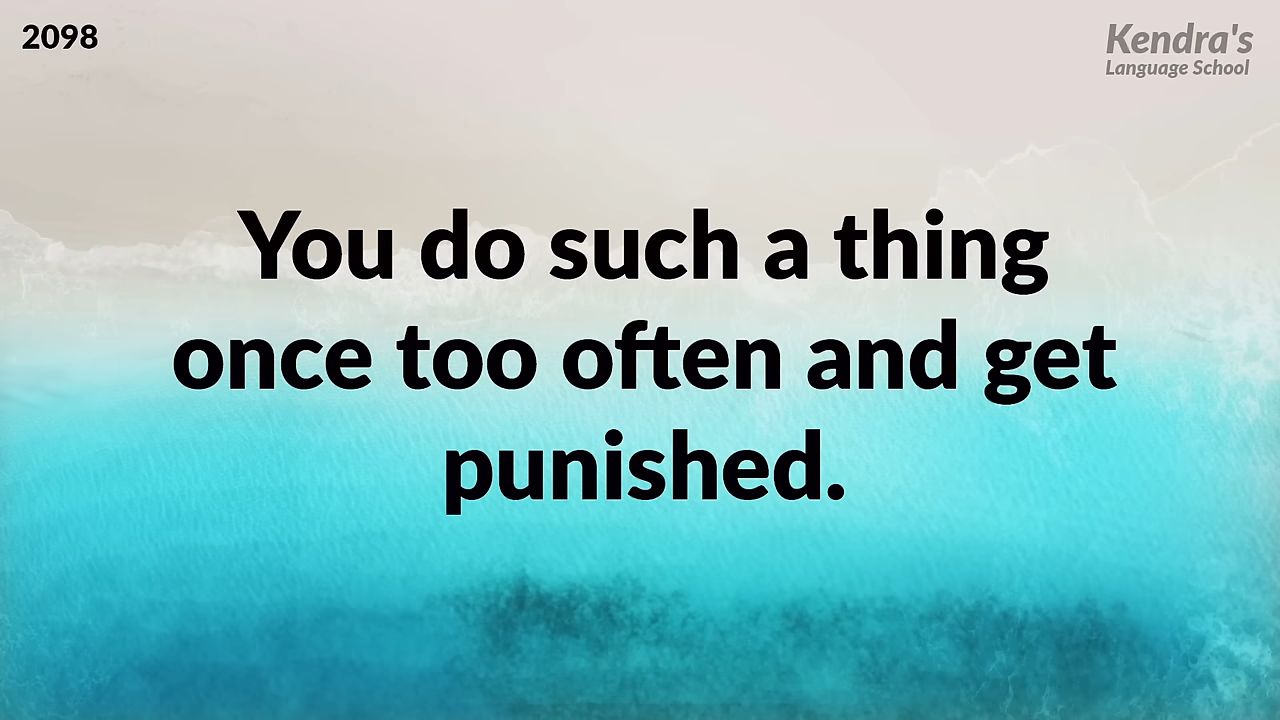 2098
Kendra's
Language School
You do such a thing
once too often and get
punished.